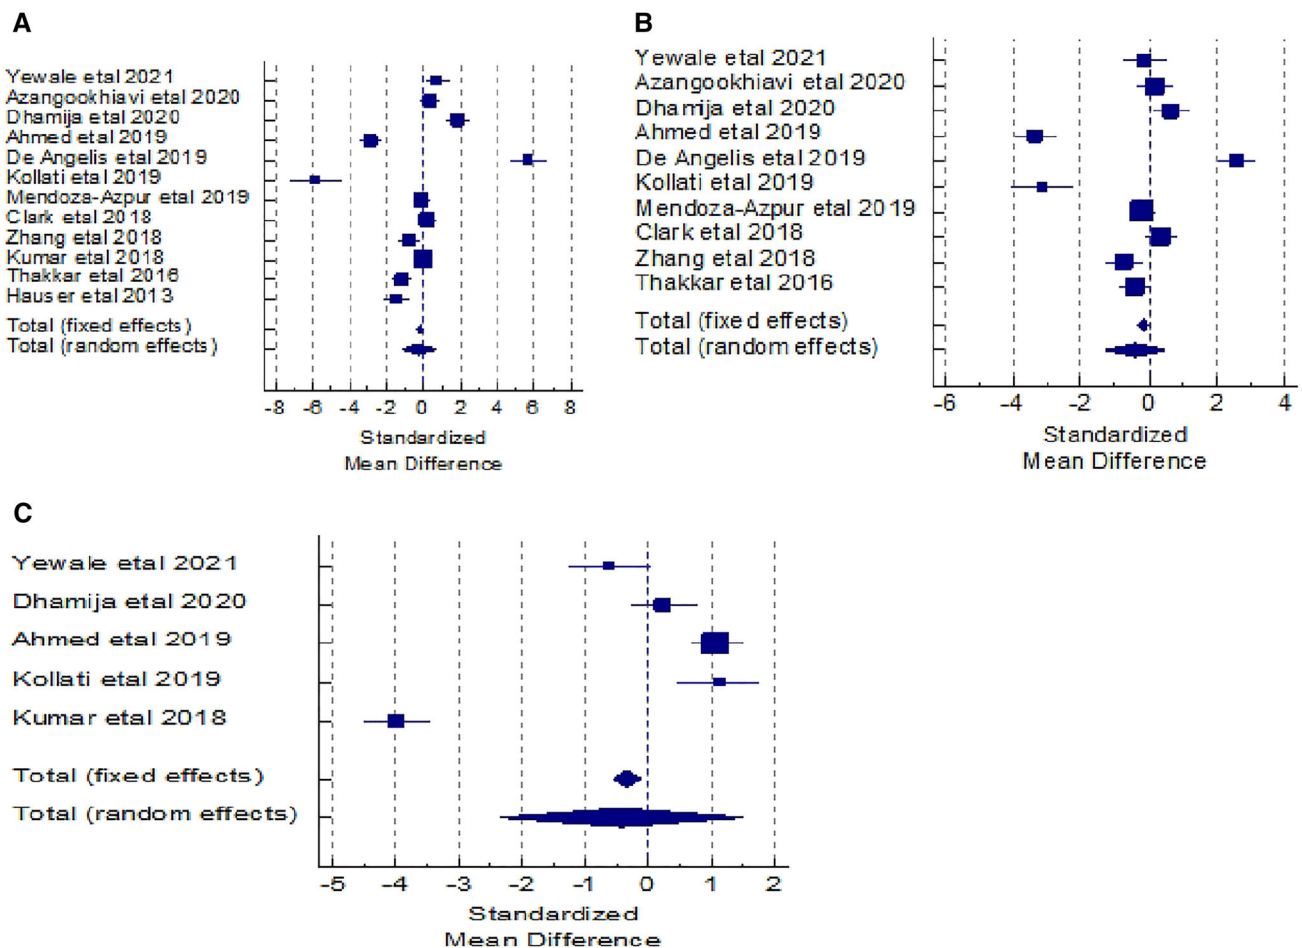 A
Yewale etal 2021
Azangookhiavi etal 2020
Dhamija etal 2020
Ahmed etal 2019
De Angelis etal 2019
Kollati etal 2019
Mendoza-Azpur etal 2019
Clark etal 2018
Zhang etal 2018
Kumar etal 2018
Thakkar etal 2016
Hauser etal 2013
Total (fixed effects)
Total (random effects)
-8 -6 -4 -2 0 2 4 6 8
Standardized
Mean Difference
B
Yewale etal 2021
Azangookhiavi etal 2020
Dhamija etal 2020
Ahmed etal 2019
De Angelis etal 2019
Kollati etal 2019
Mendoza-Azpur etal 2019
Clark etal 2018
Zhang etal 2018
Thakkar etal 2016
Total (fixed effects)
Total (random effects)
-6 -4 -2 0 2 4
Standardized
Mean Difference
C
Yewale etal 2021
Dhamija etal 2020
Ahmed etal 2019
Kollati etal 2019
Kumar etal 2018
Total (fixed effects)
Total (random effects)
-5 -4 -3 -2 -1 0 1 2
Standardized
Mean Difference